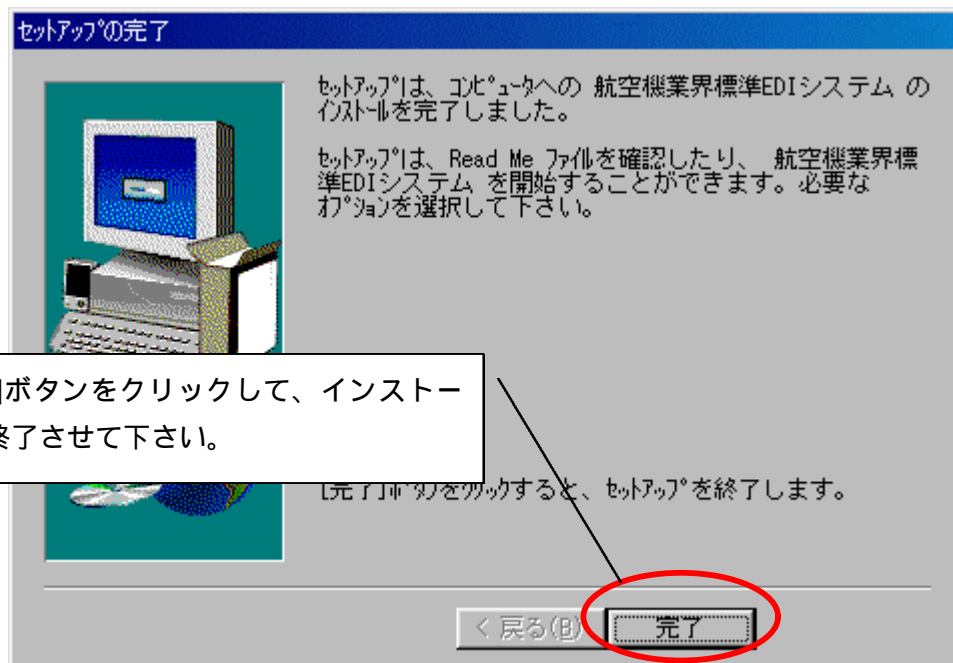 セットアップの完了
セットアップは、コンピュータへの 航空機業界標準EDIシステム の
インストールを完了しました。
セットアップは、Read Me ファイルを確認したり、 航空機業界標
準EDIシステム を開始することができます。必要な
オプションを選択して下さい。
]ボタンをクリックして、インストー
終了させて下さい。
[完了]ボタンをクリックすると、セットアップを終了します。
< 戻る(B)
完了